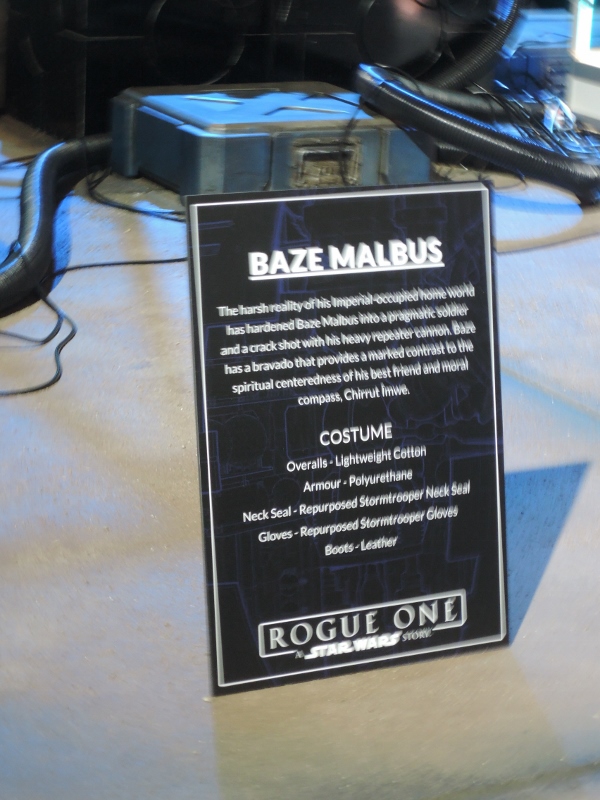 BAZE MALBUS
The harsh reality of his Imperial-occupied home world
has hardened Baze Malbus into a pragmatic soldier
and a crack shot with his heavy repeater cannon. Baze
has a bravado that provides a marked contrast to the
spiritual centeredness of his best friend and moral
compass, Chirrut Imwe.
COSTUME
Overalls - Lightweight Cotton
Armour - Polyurethane
Neck Seal - Repurposed Stormtrooper Neck Seal
Gloves - Repurposed Stormtrooper Gloves
Boots - Leather
ROGUE ONE
A STAR WARS STORY